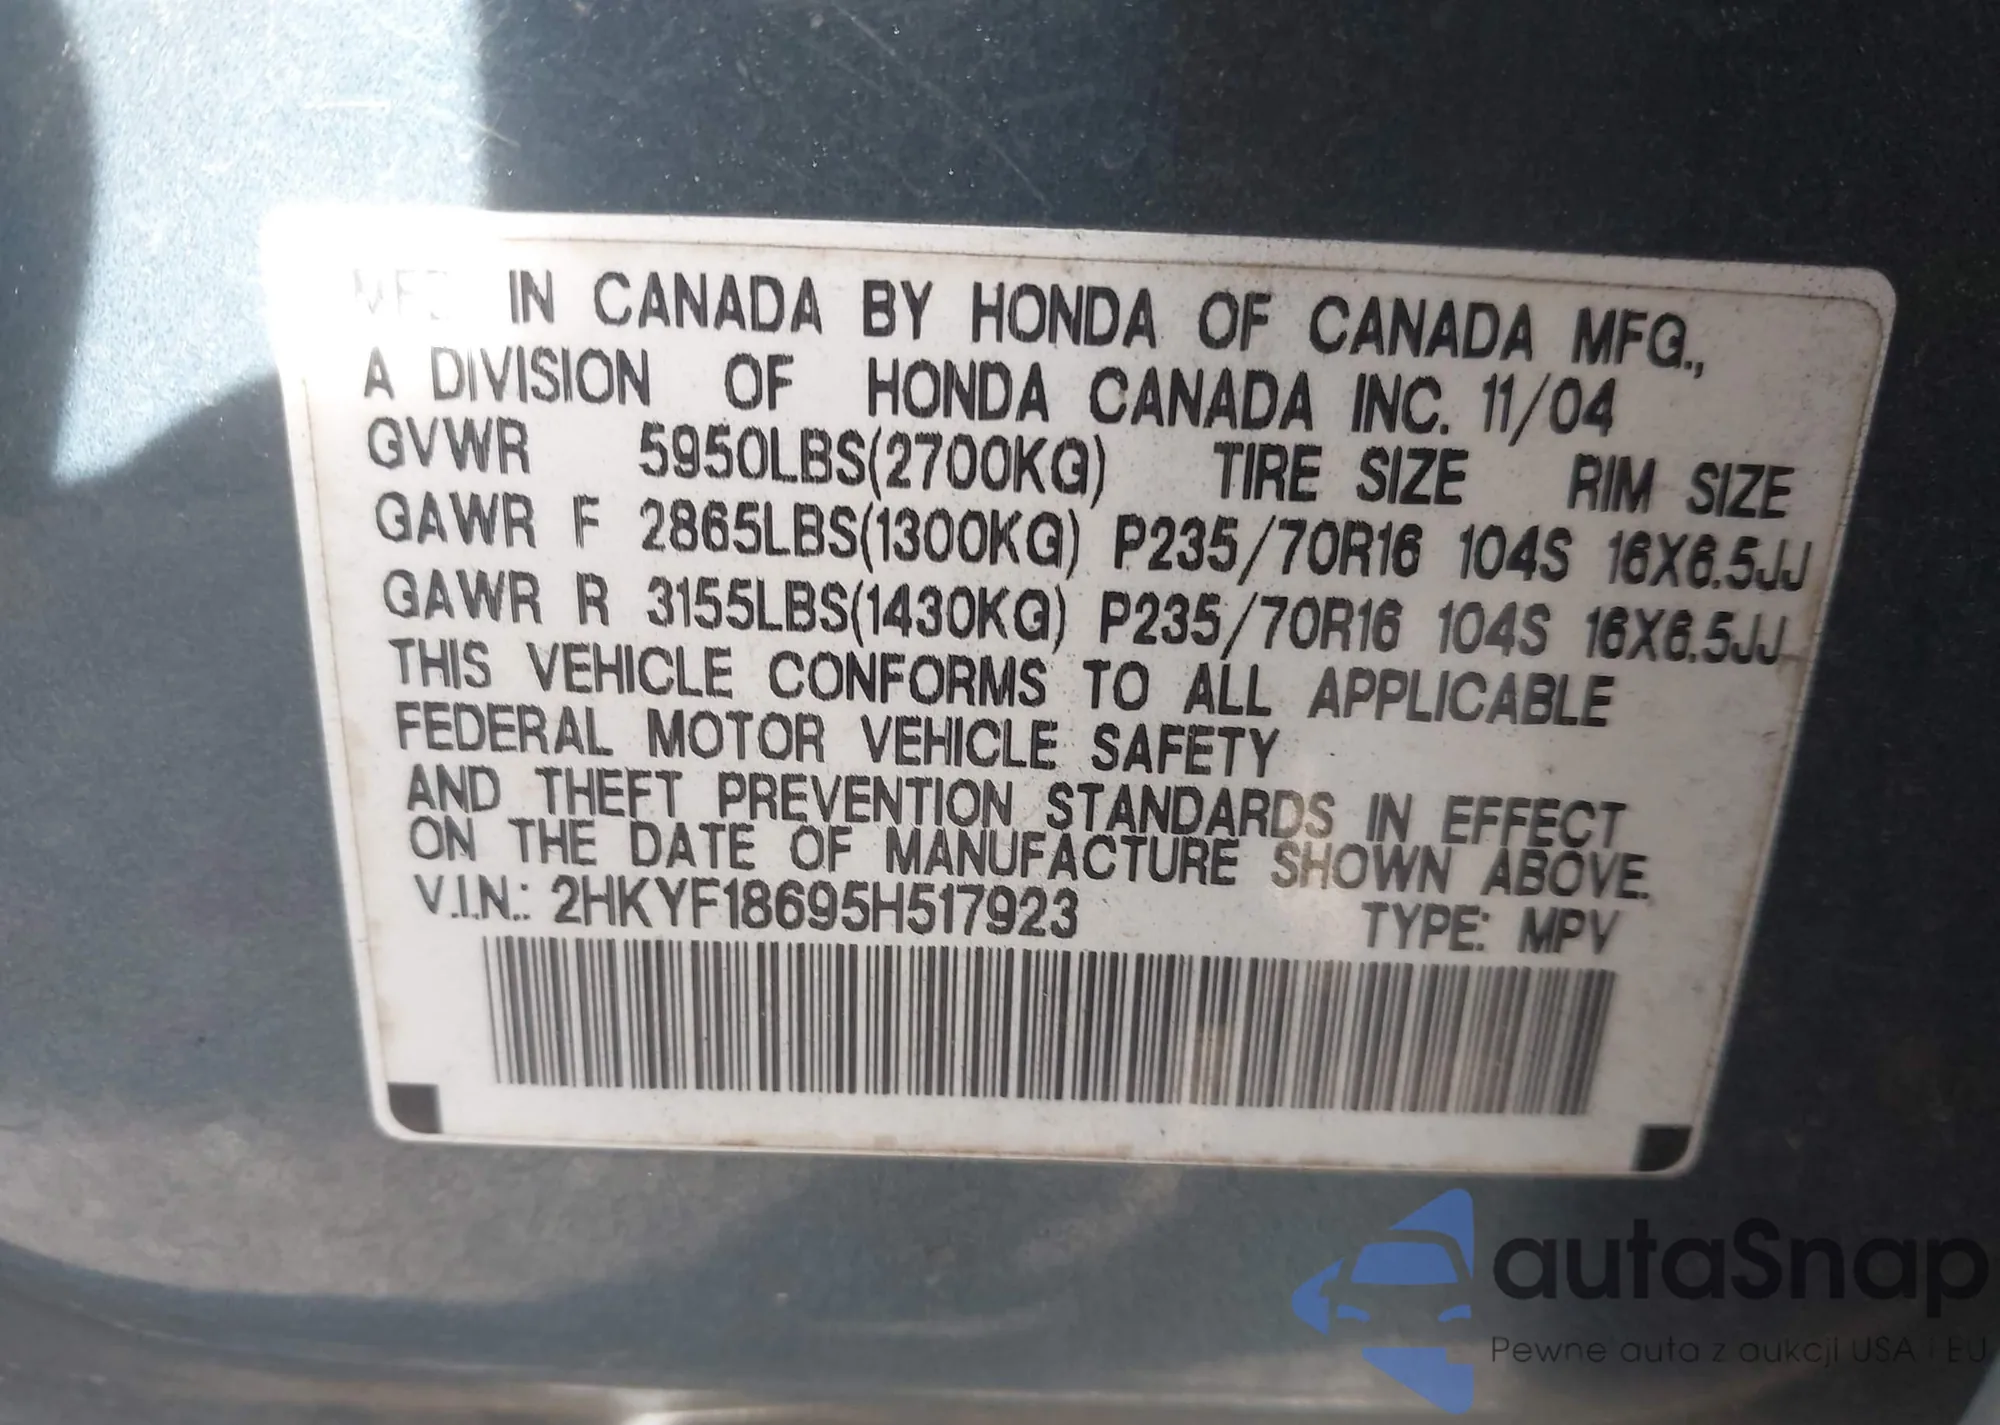 MFD. IN CANADA BY HONDA OF CANADA MFG.,
A DIVISION OF HONDA CANADA INC. 11/04
GVWR 5950LBS(2700KG) TIRE SIZE RIM SIZE
GAWR F 2865LBS(1300KG) P235/70R16 104S 16X6.5JJ
GAWR R 3155LBS(1430KG) P235/70R16 104S 16X6.5JJ
THIS VEHICLE CONFORMS TO ALL APPLICABLE
FEDERAL MOTOR VEHICLE SAFETY
AND THEFT PREVENTION STANDARDS IN EFFECT
ON THE DATE OF MANUFACTURE SHOWN ABOVE.
V.I.N.: 2HKYF18695H517923 TYPE: MPV
autaSnap
Pewne auta z aukcji USA i EU